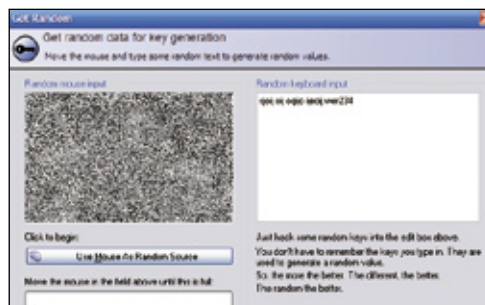 Get Random
Get random data for key generation
Move the mouse and type some random text to generate random values.
Random mouse input
Random keyboard input
Click to begin:
Use Mouse As Random Source
Move the mouse in the field above until this is full:
Just hack some random keys into the edit box above.
You don't have to remember the keys you type in. They are
used to generate a random value.
So, the more the better. The different, the better.
The random the better.